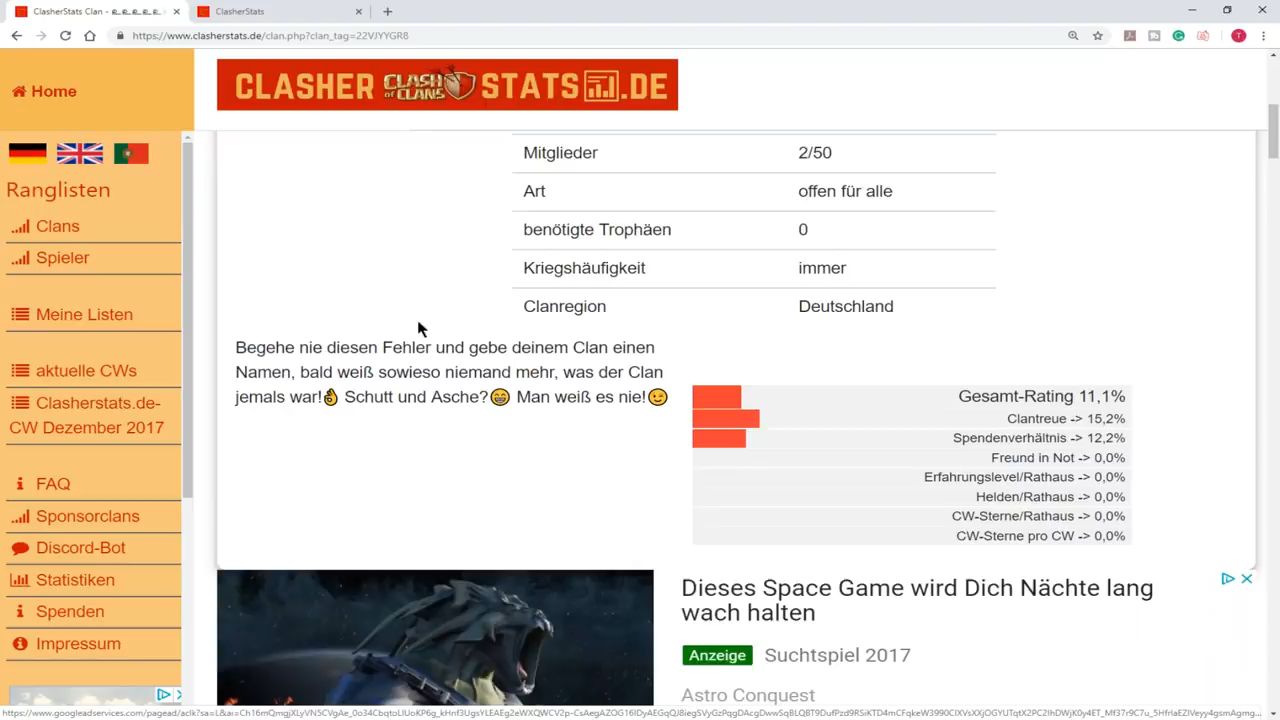 ClasherStats Clan -
ClasherStats
https://www.clasherstats.de/clan.php?clan_tag=22VJYYGR8
Home
CLASHER CLASH of CLANS STATS .DE
Ranglisten
Clans
Spieler
Meine Listen
aktuelle CWs
Clasherstats.de-
CW Dezember 2017
FAQ
Sponsorclans
Discord-Bot
Statistiken
Spenden
Impressum
Mitglieder 2/50
Art offen für alle
benötigte Trophäen 0
Kriegshäufigkeit immer
Clanregion Deutschland
Begehe nie diesen Fehler und gebe deinem Clan einen
Namen, bald weiß sowieso niemand mehr, was der Clan
jemals war!👌 Schutt und Asche?😁 Man weiß es nie!😉
Gesamt-Rating 11,1%
Clantreue -> 15,2%
Spendenverhältnis -> 12,2%
Freund in Not -> 0,0%
Erfahrungslevel/Rathaus -> 0,0%
Helden/Rathaus -> 0,0%
CW-Sterne/Rathaus -> 0,0%
CW-Sterne pro CW -> 0,0%
Dieses Space Game wird Dich Nächte lang
wach halten
Anzeige Suchtspiel 2017
Astro Conquest